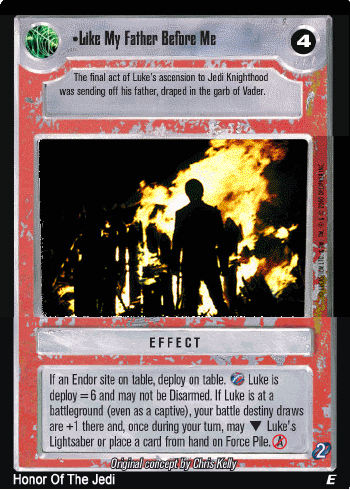 •Like My Father Before Me
4
The final act of Luke's ascension to Jedi Knighthood
was sending off his father, draped in the garb of Vader.
EFFECT
If an Endor site on table, deploy on table. Luke is
deploy = 6 and may not be Disarmed. If Luke is at a
battleground (even as a captive), your battle destiny draws
are +1 there and, once during your turn, may ▼ Luke's
Lightsaber or place a card from hand on Force Pile.
2
Original concept by Chris Kelly
Honor Of The Jedi
E